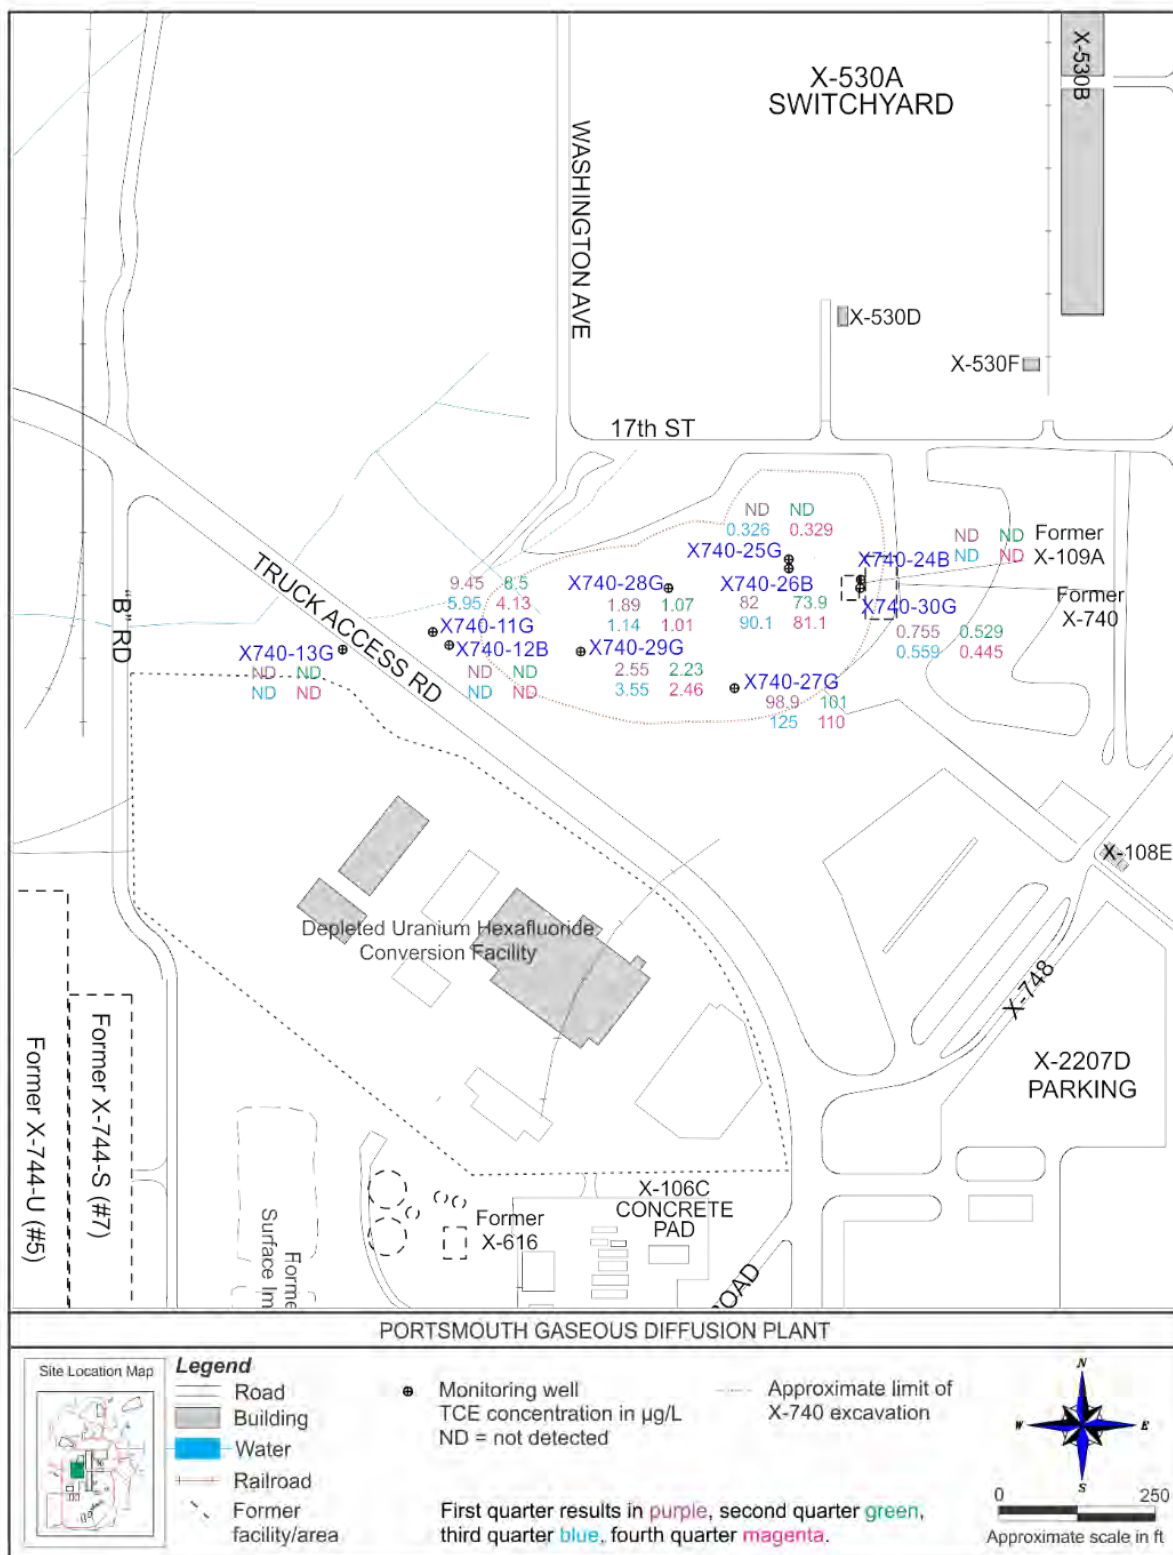 X-530A
SWITCHYARD
X-530B
WASHINGTON AVE
X-530D
X-530F
17th ST
ND ND
0.326 0.329
X740-25G
X740-26B
82 73.9
90.1 81.1
X740-24B
ND ND
ND ND
Former
X-109A
Former
X-740
X740-30G
0.755 0.529
0.559 0.445
X740-28G
1.89 1.07
1.14 1.01
9.45 8.5
5.95 4.13
X740-11G
X740-12B
ND ND
ND ND
X740-29G
2.55 2.23
3.55 2.46
X740-27G
98.9 101
125 110
X740-13G
ND ND
ND ND
TRUCK ACCESS RD
"B" RD
X-108E
Depleted Uranium Hexafluoride
Conversion Facility
X-748
X-2207D
PARKING
Former X-744-U (#5)
Former X-744-S (#7)
Forme
Surface Im
Former
X-616
X-106C
CONCRETE
PAD
OAD
PORTSMOUTH GASEOUS DIFFUSION PLANT
Site Location Map
Legend
Road
Building
Water
Railroad
Former
facility/area
Monitoring well
TCE concentration in µg/L
ND = not detected
Approximate limit of
X-740 excavation
First quarter results in purple, second quarter green,
third quarter blue, fourth quarter magenta.
N
W E
S
0 250
Approximate scale in ft